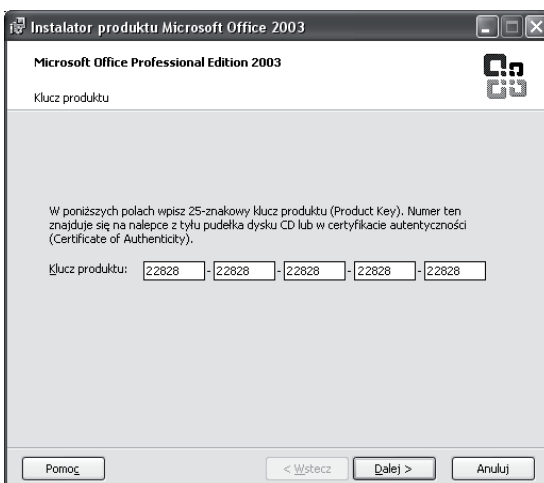 Instalator produktu Microsoft Office 2003
Microsoft Office Professional Edition 2003
Klucz produktu
W poniższych polach wpisz 25-znakowy klucz produktu (Product Key). Numer ten
znajduje się na nalepce z tyłu pudełka dysku CD lub w certyfikacie autentyczności
(Certificate of Authenticity).
Klucz produktu: 22828 - 22828 - 22828 - 22828 - 22828
Pomoc < Wstecz Dalej > Anuluj